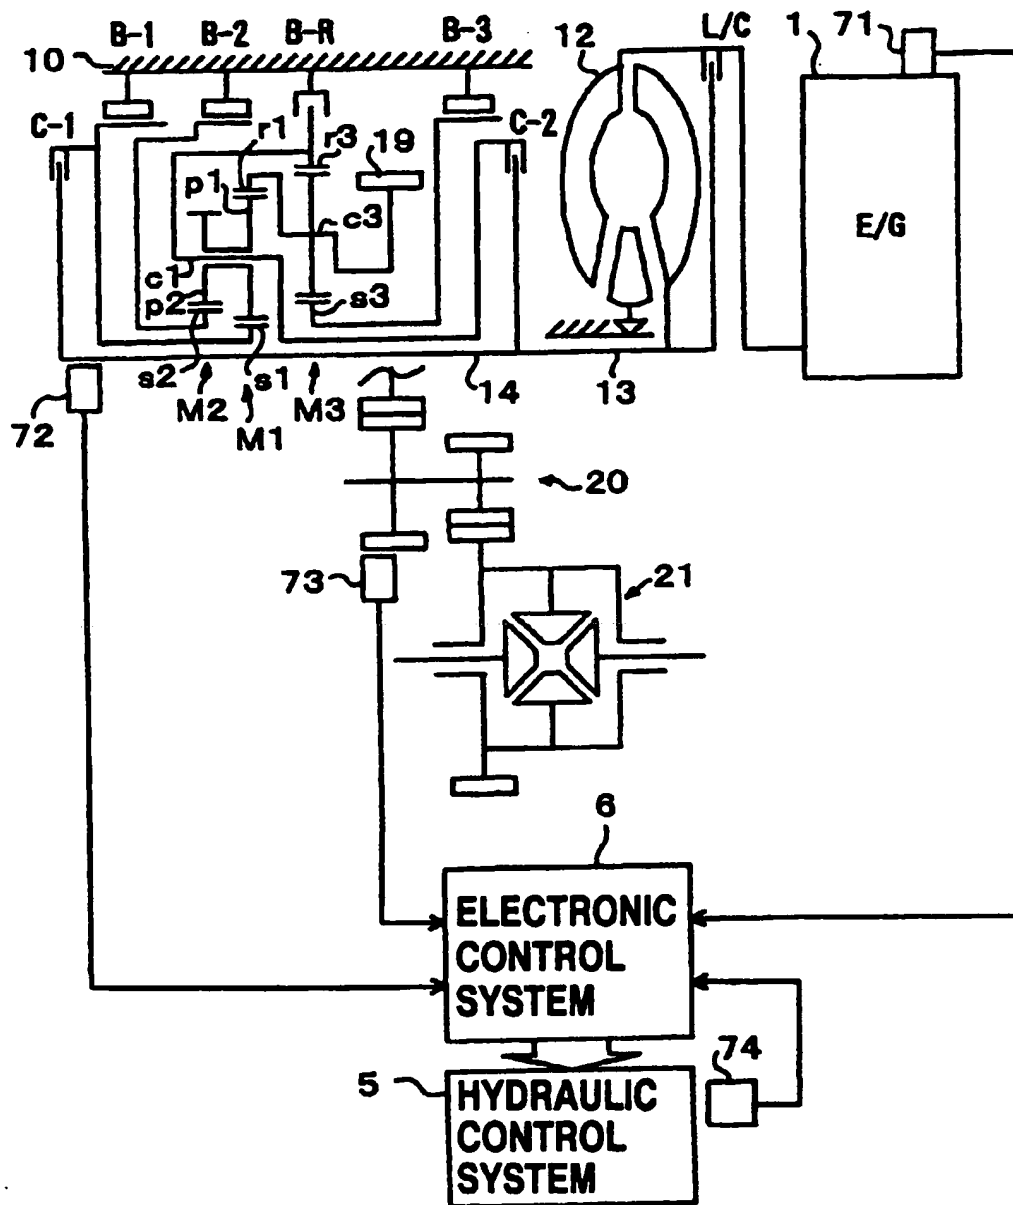 B-1 B-2 B-R B-3 12 L/C 1 71
10
C-1 r1 r3 19 C-2
p1
c3
E/G
c1
p2 s3
s2 s1 14 13
72 M2 M1 M3
20
73 21
6
ELECTRONIC
CONTROL
SYSTEM
74
5 HYDRAULIC
CONTROL
SYSTEM